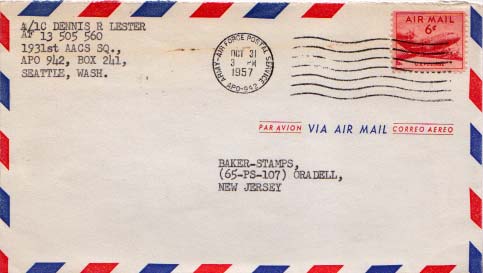 A/1C DENNIS R LESTER
AF 13 505 560
1931st AACS SQ.,
APO 942, BOX 241,
SEATTLE, WASH.
ARMY-AIR FORCE POSTAL SERVICE
OCT 31
3 PM
1957
APO-942
AIR MAIL
6¢
PAR AVION VIA AIR MAIL CORREO AEREO
BAKER-STAMPS,
(65-PS-107) ORADELL,
NEW JERSEY